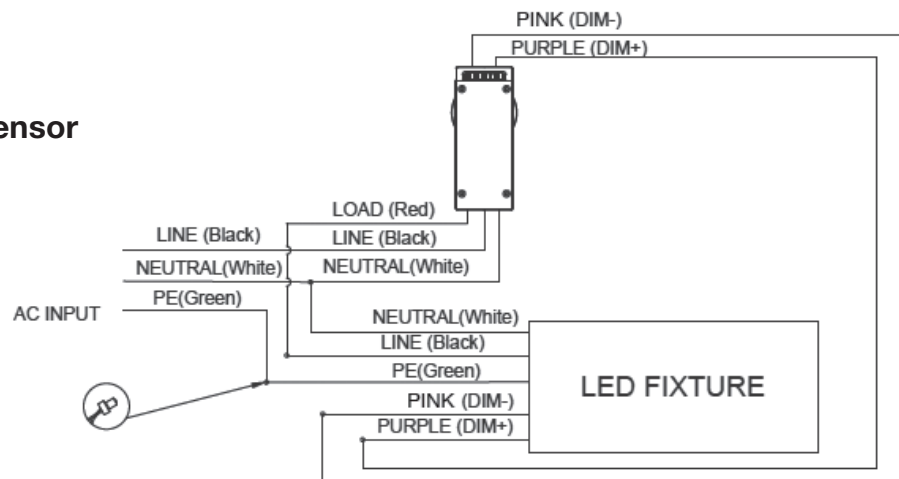 PINK (DIM-)
PURPLE (DIM+)
ensor
LOAD (Red)
LINE (Black)
LINE (Black)
NEUTRAL(White)
NEUTRAL(White)
PE(Green)
AC INPUT
NEUTRAL(White)
LINE (Black)
PE(Green)
LED FIXTURE
PINK (DIM-)
PURPLE (DIM+)